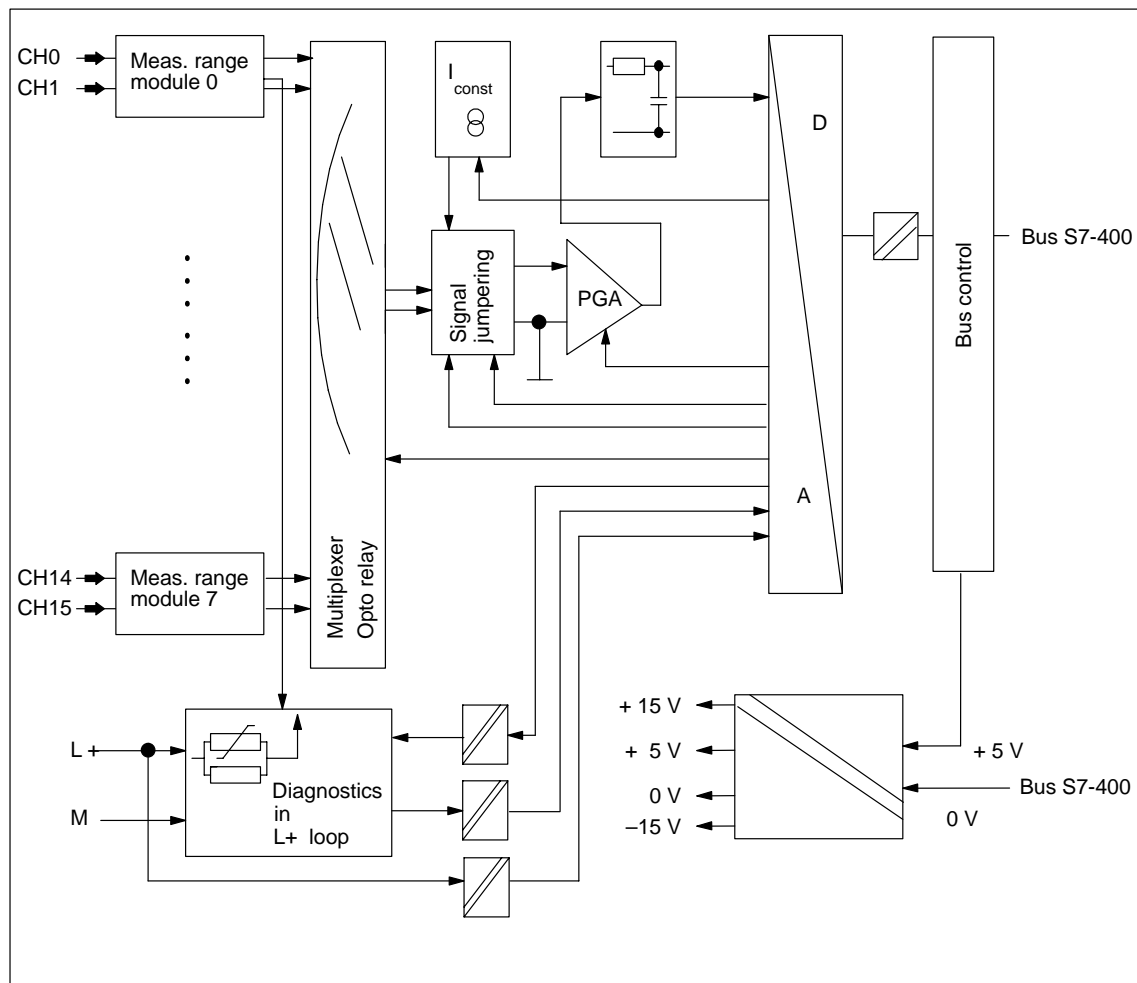 CH0
CH1
Meas. range
module 0
I const
D
Bus S7-400
Bus control
Signal
jumpering
PGA
A
CH14
CH15
Meas. range
module 7
Multiplexer
Opto relay
L +
M
Diagnostics
in
L+ loop
+ 15 V
+ 5 V
0 V
–15 V
+ 5 V
Bus S7-400
0 V